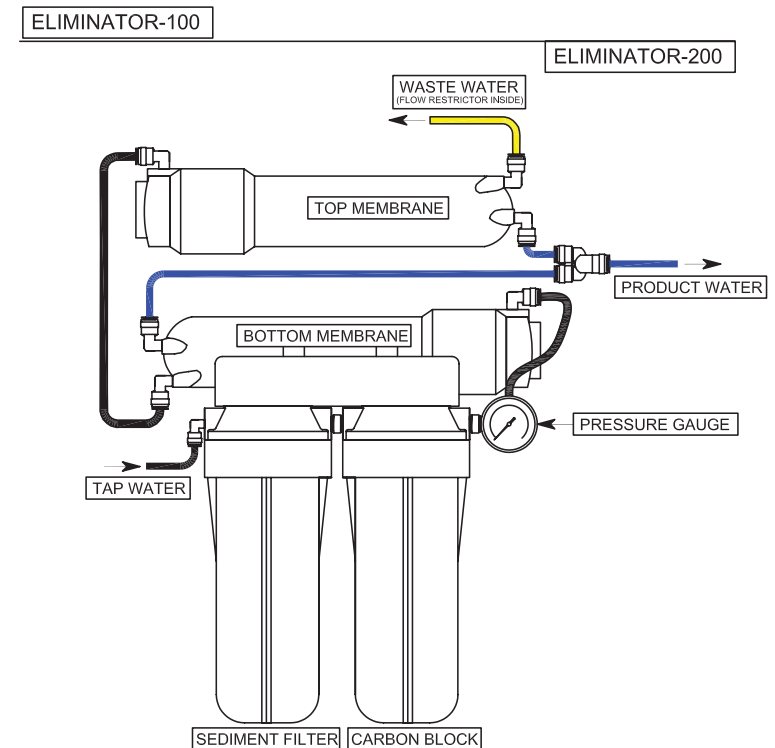 ELIMINATOR-100
ELIMINATOR-200
WASTE WATER
(FLOW RESTRICTOR INSIDE)
TOP MEMBRANE
PRODUCT WATER
BOTTOM MEMBRANE
PRESSURE GAUGE
TAP WATER
SEDIMENT FILTER
CARBON BLOCK